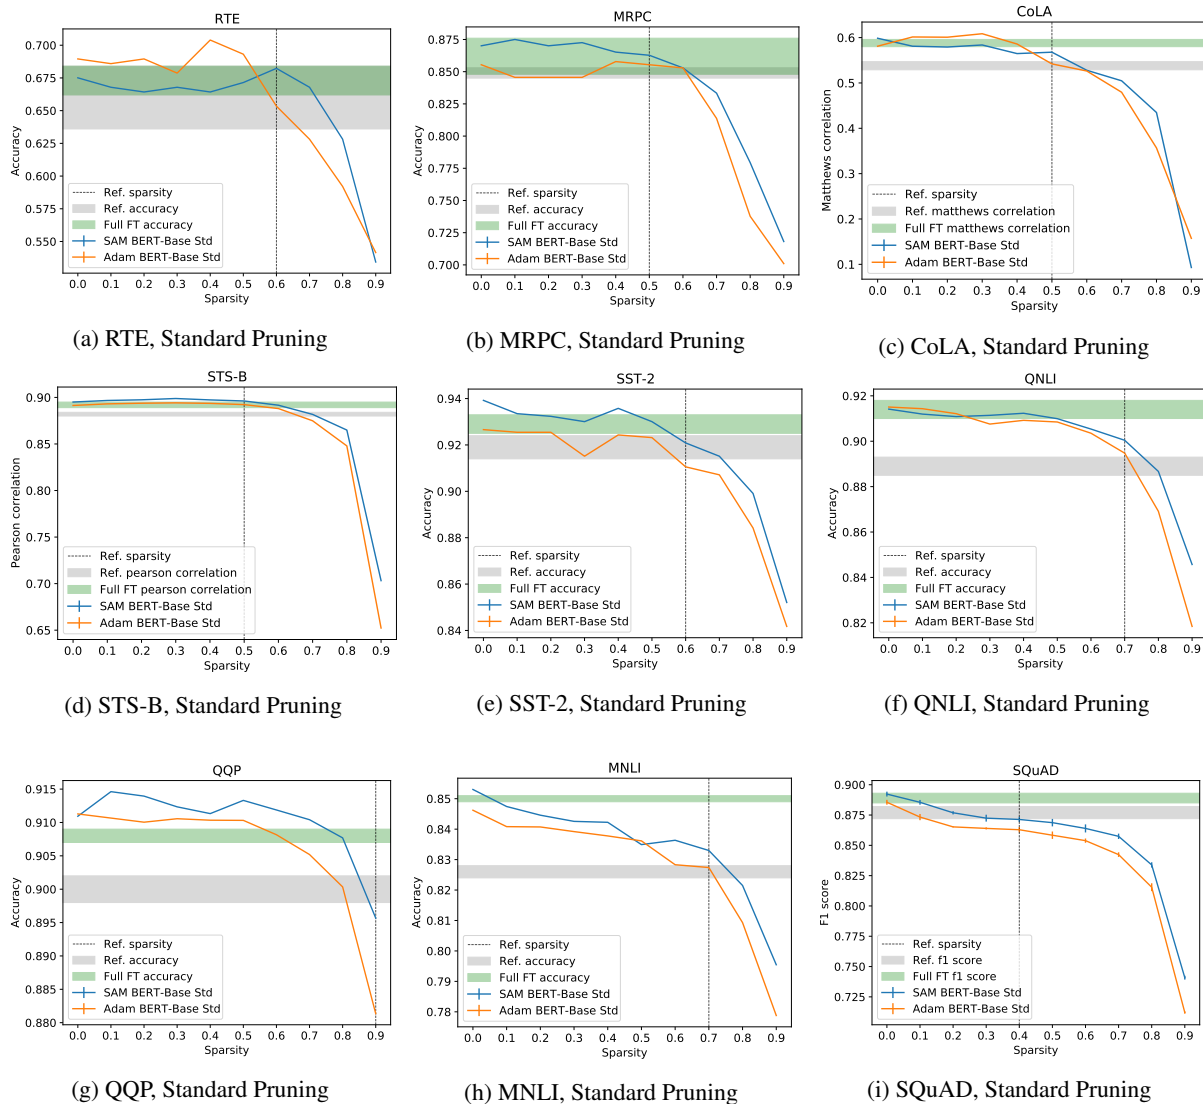 RTE
Accuracy
0.700
0.675
0.650
0.625
0.600
0.575
0.550
Ref. sparsity
Ref. accuracy
Full FT accuracy
SAM BERT-Base Std
Adam BERT-Base Std
0.0 0.1 0.2 0.3 0.4 0.5 0.6 0.7 0.8 0.9
Sparsity
(a) RTE, Standard Pruning
MRPC
Accuracy
0.875
0.850
0.825
0.800
0.775
0.750
0.725
0.700
Ref. sparsity
Ref. accuracy
Full FT accuracy
SAM BERT-Base Std
Adam BERT-Base Std
0.0 0.1 0.2 0.3 0.4 0.5 0.6 0.7 0.8 0.9
Sparsity
(b) MRPC, Standard Pruning
CoLA
Matthews correlation
0.6
0.5
0.4
0.3
0.2
0.1
Ref. sparsity
Ref. matthews correlation
Full FT matthews correlation
SAM BERT-Base Std
Adam BERT-Base Std
0.0 0.1 0.2 0.3 0.4 0.5 0.6 0.7 0.8 0.9
Sparsity
(c) CoLA, Standard Pruning
STS-B
Pearson correlation
0.90
0.85
0.80
0.75
0.70
0.65
Ref. sparsity
Ref. pearson correlation
Full FT pearson correlation
SAM BERT-Base Std
Adam BERT-Base Std
0.0 0.1 0.2 0.3 0.4 0.5 0.6 0.7 0.8 0.9
Sparsity
(d) STS-B, Standard Pruning
SST-2
Accuracy
0.94
0.92
0.90
0.88
0.86
0.84
Ref. sparsity
Ref. accuracy
Full FT accuracy
SAM BERT-Base Std
Adam BERT-Base Std
0.0 0.1 0.2 0.3 0.4 0.5 0.6 0.7 0.8 0.9
Sparsity
(e) SST-2, Standard Pruning
QNLI
Accuracy
0.92
0.90
0.88
0.86
0.84
0.82
Ref. sparsity
Ref. accuracy
Full FT accuracy
SAM BERT-Base Std
Adam BERT-Base Std
0.0 0.1 0.2 0.3 0.4 0.5 0.6 0.7 0.8 0.9
Sparsity
(f) QNLI, Standard Pruning
QQP
Accuracy
0.915
0.910
0.905
0.900
0.895
0.890
0.885
0.880
Ref. sparsity
Ref. accuracy
Full FT accuracy
SAM BERT-Base Std
Adam BERT-Base Std
0.0 0.1 0.2 0.3 0.4 0.5 0.6 0.7 0.8 0.9
Sparsity
(g) QQP, Standard Pruning
MNLI
Accuracy
0.85
0.84
0.83
0.82
0.81
0.80
0.79
0.78
Ref. sparsity
Ref. accuracy
Full FT accuracy
SAM BERT-Base Std
Adam BERT-Base Std
0.0 0.1 0.2 0.3 0.4 0.5 0.6 0.7 0.8 0.9
Sparsity
(h) MNLI, Standard Pruning
SQuAD
F1 score
0.900
0.875
0.850
0.825
0.800
0.775
0.750
0.725
Ref. sparsity
Ref. f1 score
Full FT f1 score
SAM BERT-Base Std
Adam BERT-Base Std
0.0 0.1 0.2 0.3 0.4 0.5 0.6 0.7 0.8 0.9
Sparsity
(i) SQuAD, Standard Pruning